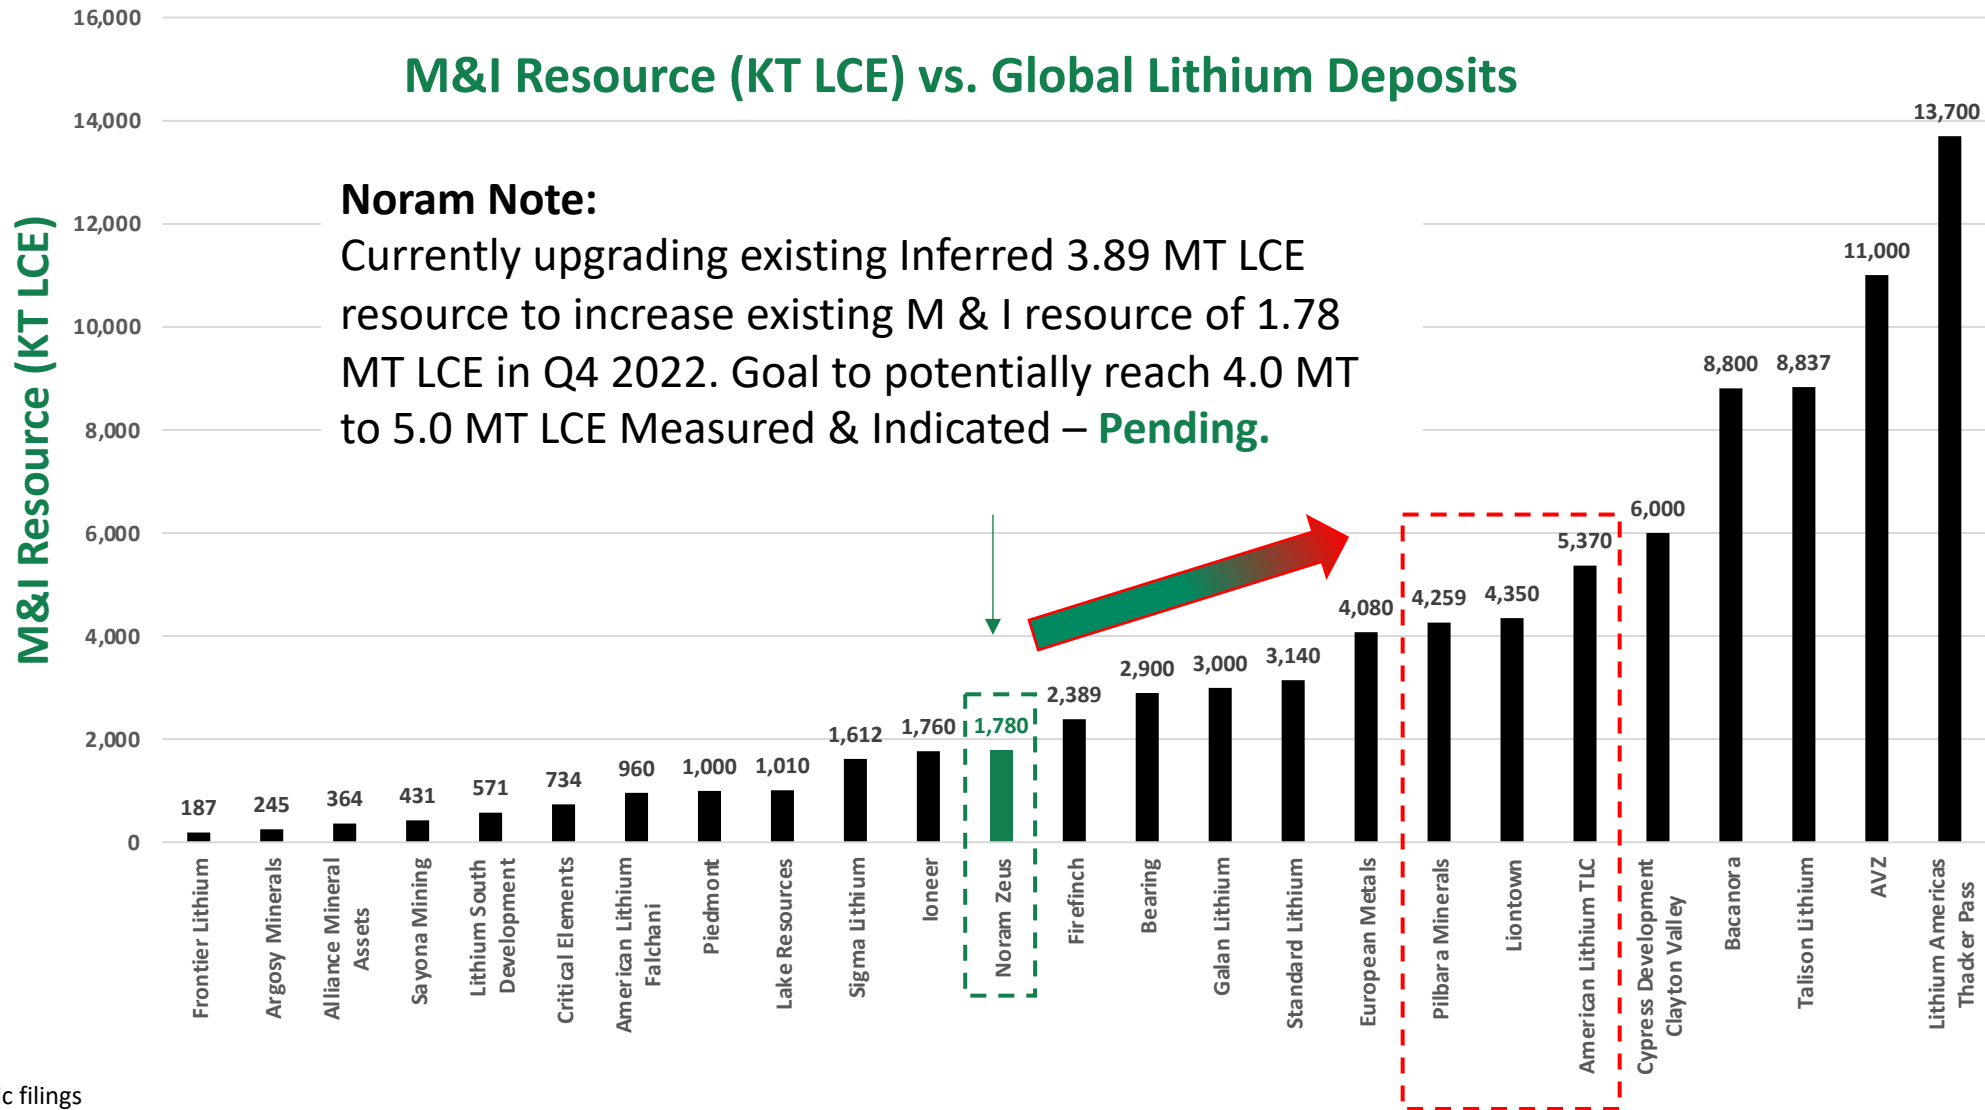 M&I Resource (KT LCE) vs. Global Lithium Deposits
Noram Note:
Currently upgrading existing Inferred 3.89 MT LCE
resource to increase existing M & I resource of 1.78
MT LCE in Q4 2022. Goal to potentially reach 4.0 MT
to 5.0 MT LCE Measured & Indicated – Pending.
M&I Resource (KT LCE)
16,000
14,000
12,000
10,000
8,000
6,000
4,000
2,000
0
187
245
364
431
571
734
960
1,000
1,010
1,612
1,760
1,780
2,389
2,900
3,000
3,140
4,080
4,259
4,350
5,370
6,000
8,800
8,837
11,000
13,700
Frontier Lithium
Argosy Minerals
Alliance Mineral
Assets
Sayona Mining
Lithium South
Development
Critical Elements
American Lithium
Falchani
Piedmont
Lake Resources
Sigma Lithium
Ioneer
Noram Zeus
Firefinch
Bearing
Galan Lithium
Standard Lithium
European Metals
Pilbara Minerals
Liontown
American Lithium TLC
Cypress Development
Clayton Valley
Bacanora
Talison Lithium
AVZ
Lithium Americas
Thacker Pass
filings